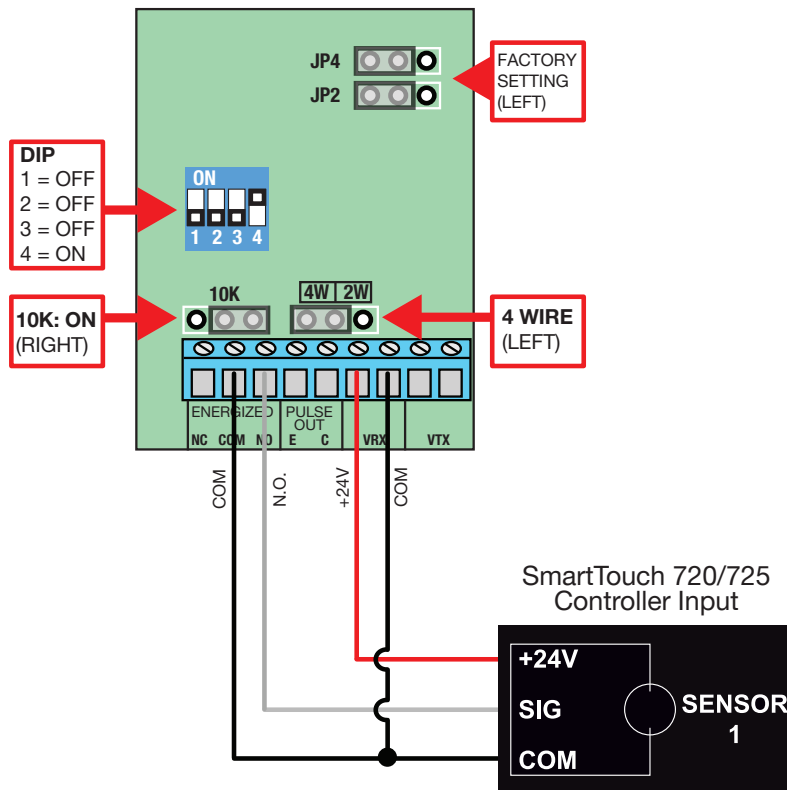 JP4
JP2
FACTORY
SETTING
(LEFT)
DIP
1 = OFF
2 = OFF
3 = OFF
4 = ON
ON
1 2 3 4
10K: ON
(RIGHT)
10K
4W 2W
4 WIRE
(LEFT)
ENERGIZED
PULSE
OUT
NC COM NO E C VRX VTX
COM
N.O.
+24V
COM
SmartTouch 720/725
Controller Input
+24V
SIG
COM
SENSOR
1